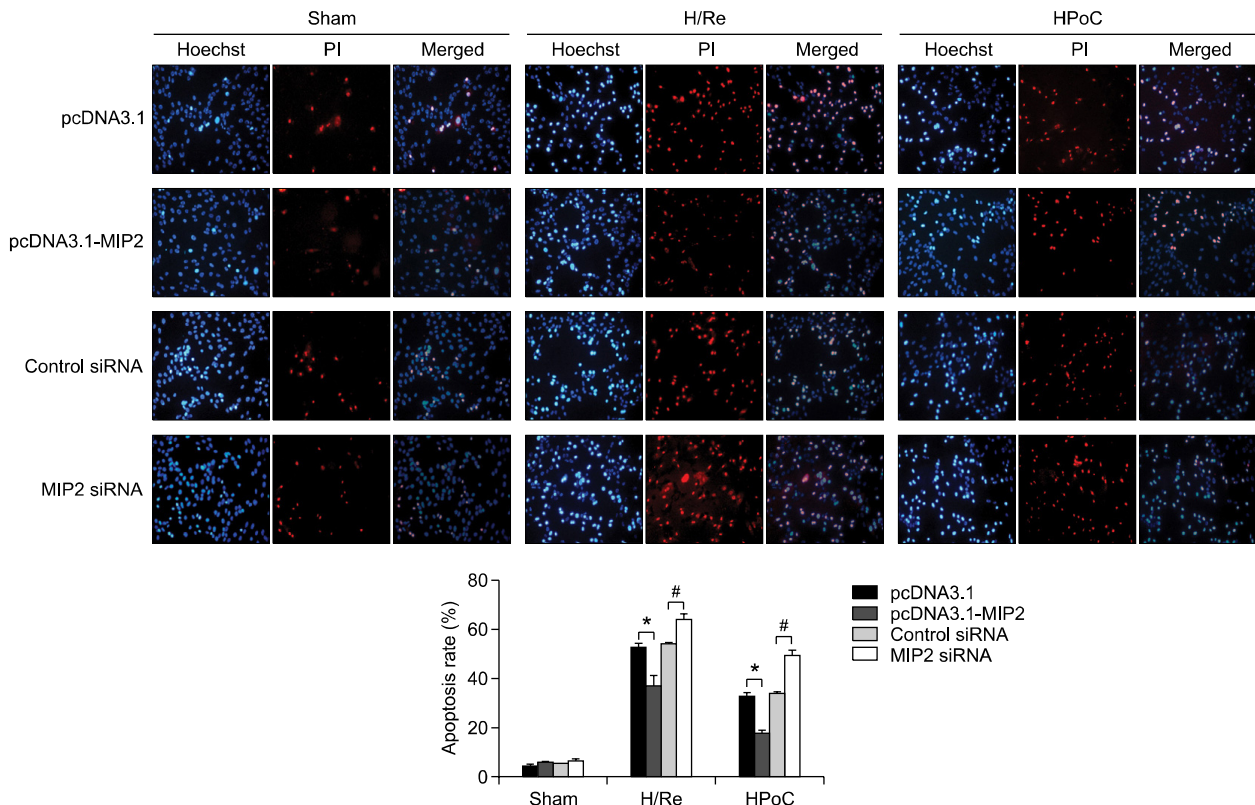 Sham H/Re HPoC
Hoechst PI Merged Hoechst PI Merged Hoechst PI Merged
pcDNA3.1
pcDNA3.1-MIP2
Control siRNA
MIP2 siRNA
Apoptosis rate (%)
80
60
40
20
0
* # * #
Sham H/Re HPoC
pcDNA3.1
pcDNA3.1-MIP2
Control siRNA
MIP2 siRNA